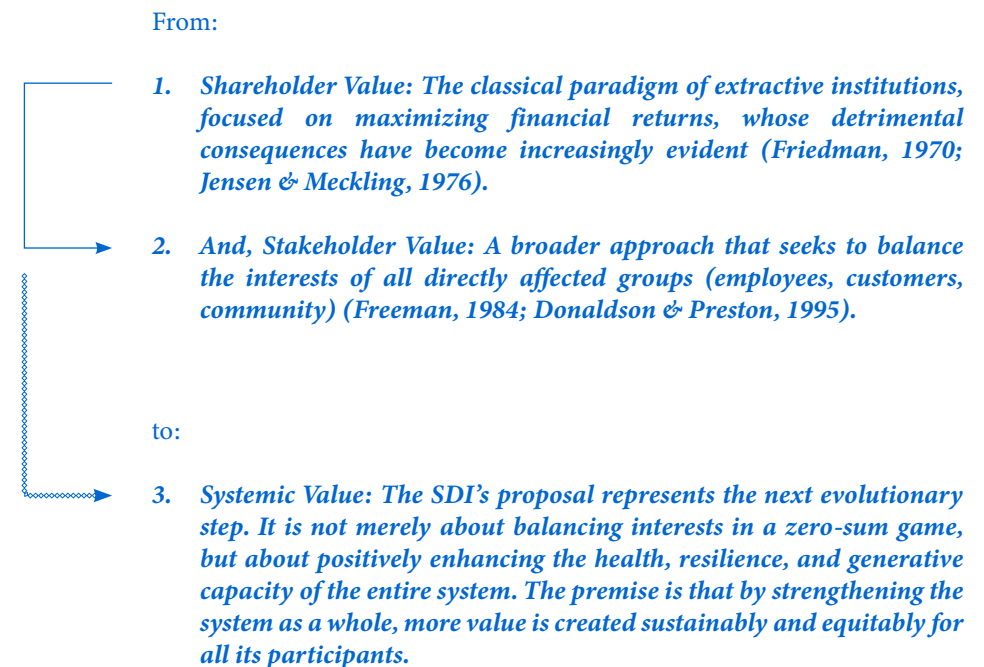 From:
1. Shareholder Value: The classical paradigm of extractive institutions,
focused on maximizing financial returns, whose detrimental
consequences have become increasingly evident (Friedman, 1970;
Jensen & Meckling, 1976).
2. And, Stakeholder Value: A broader approach that seeks to balance
the interests of all directly affected groups (employees, customers,
community) (Freeman, 1984; Donaldson & Preston, 1995).
to:
3. Systemic Value: The SDI’s proposal represents the next evolutionary
step. It is not merely about balancing interests in a zero-sum game,
but about positively enhancing the health, resilience, and generative
capacity of the entire system. The premise is that by strengthening the
system as a whole, more value is created sustainably and equitably for
all its participants.